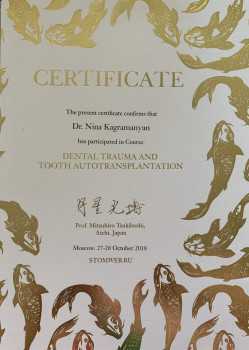 CERTIFICATE
The present certificate confirms that
Dr. Nina Kagramanyan
has participated in Course
DENTAL TRAUMA AND
TOOTH AUTOTRANSPLANTATION
Prof. Mitsuhiro Tsukiboshi,
Aichi, Japan
Moscow. 27-28 October 2018
STOMWEB.RU